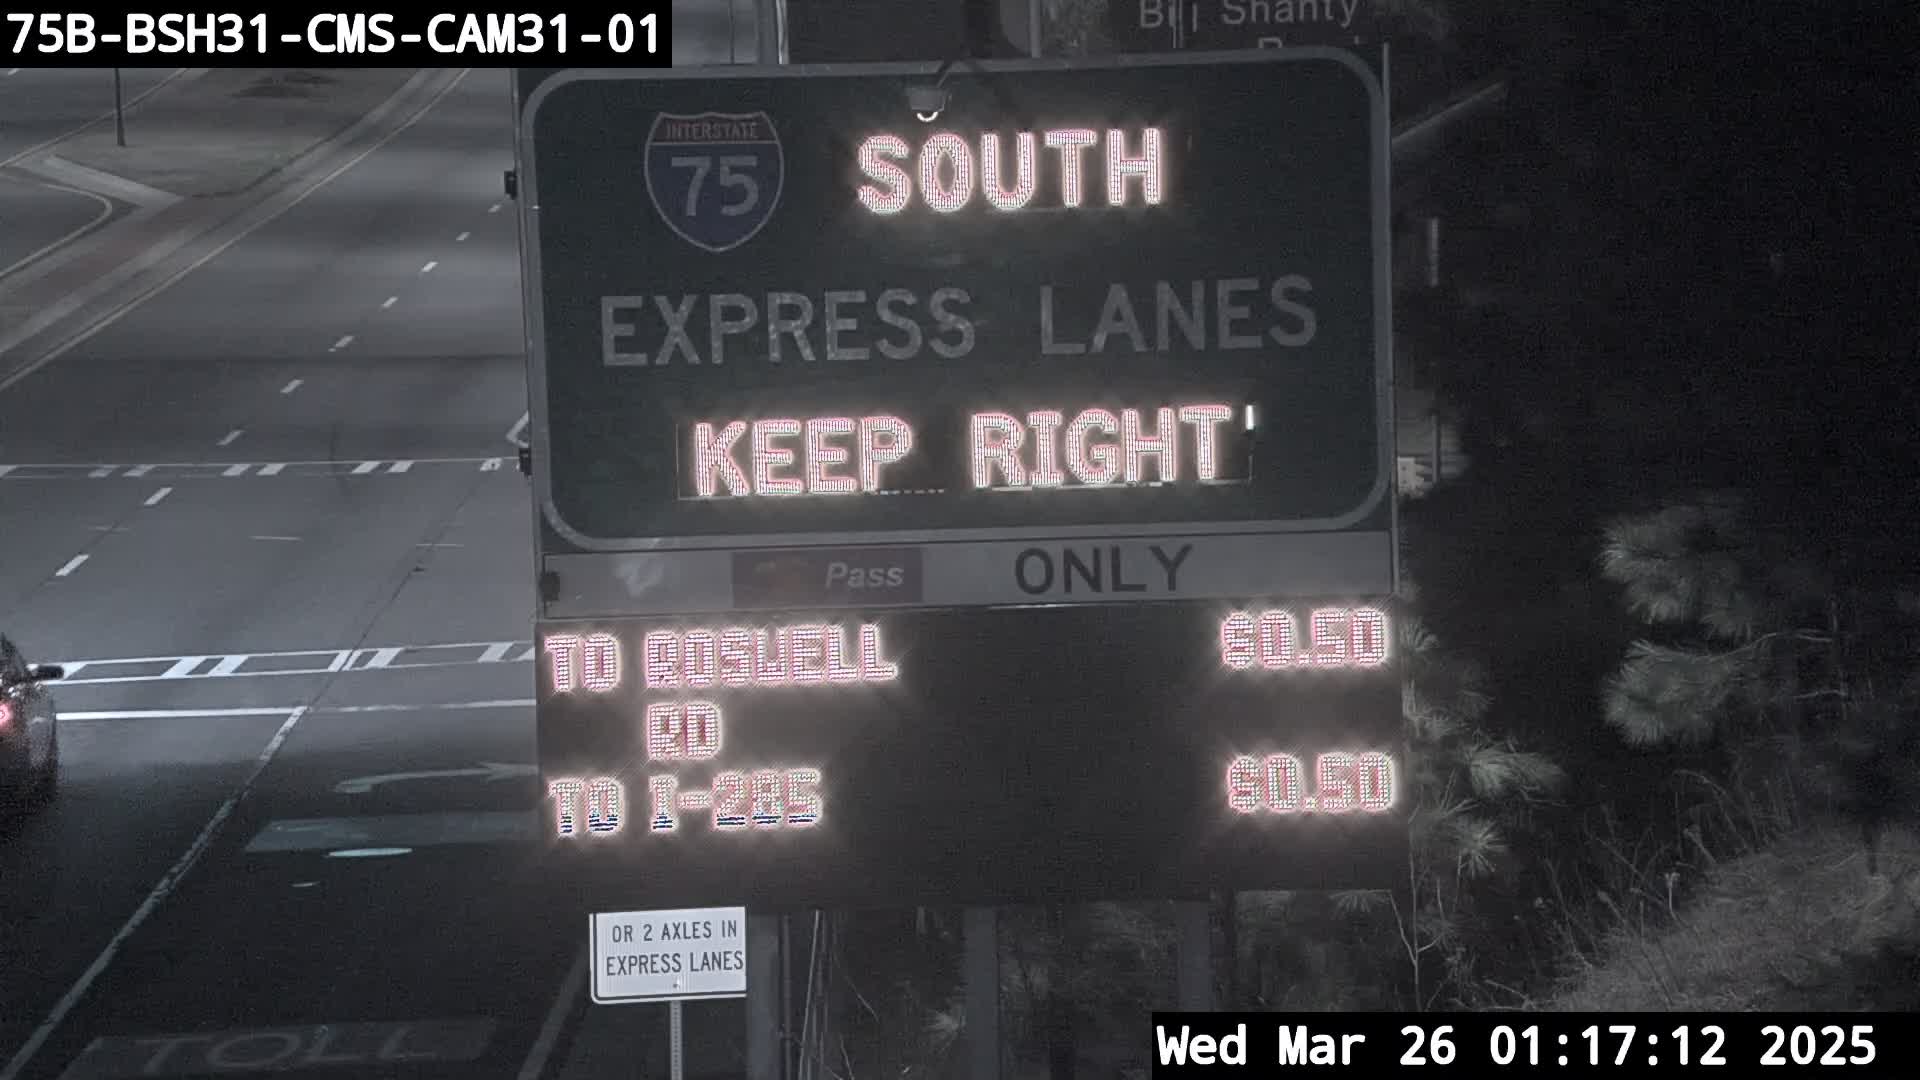 75B-BSH31-CMS-CAM31-01
Shanty
INTERSTATE
75
SOUTH
EXPRESS LANES
KEEP RIGHT
Pass ONLY
TO ROSWELL $0.50
RD
TO I-285 $0.50
OR 2 AXLES IN
EXPRESS LANES
TOLL
Wed Mar 26 01:17:12 2025